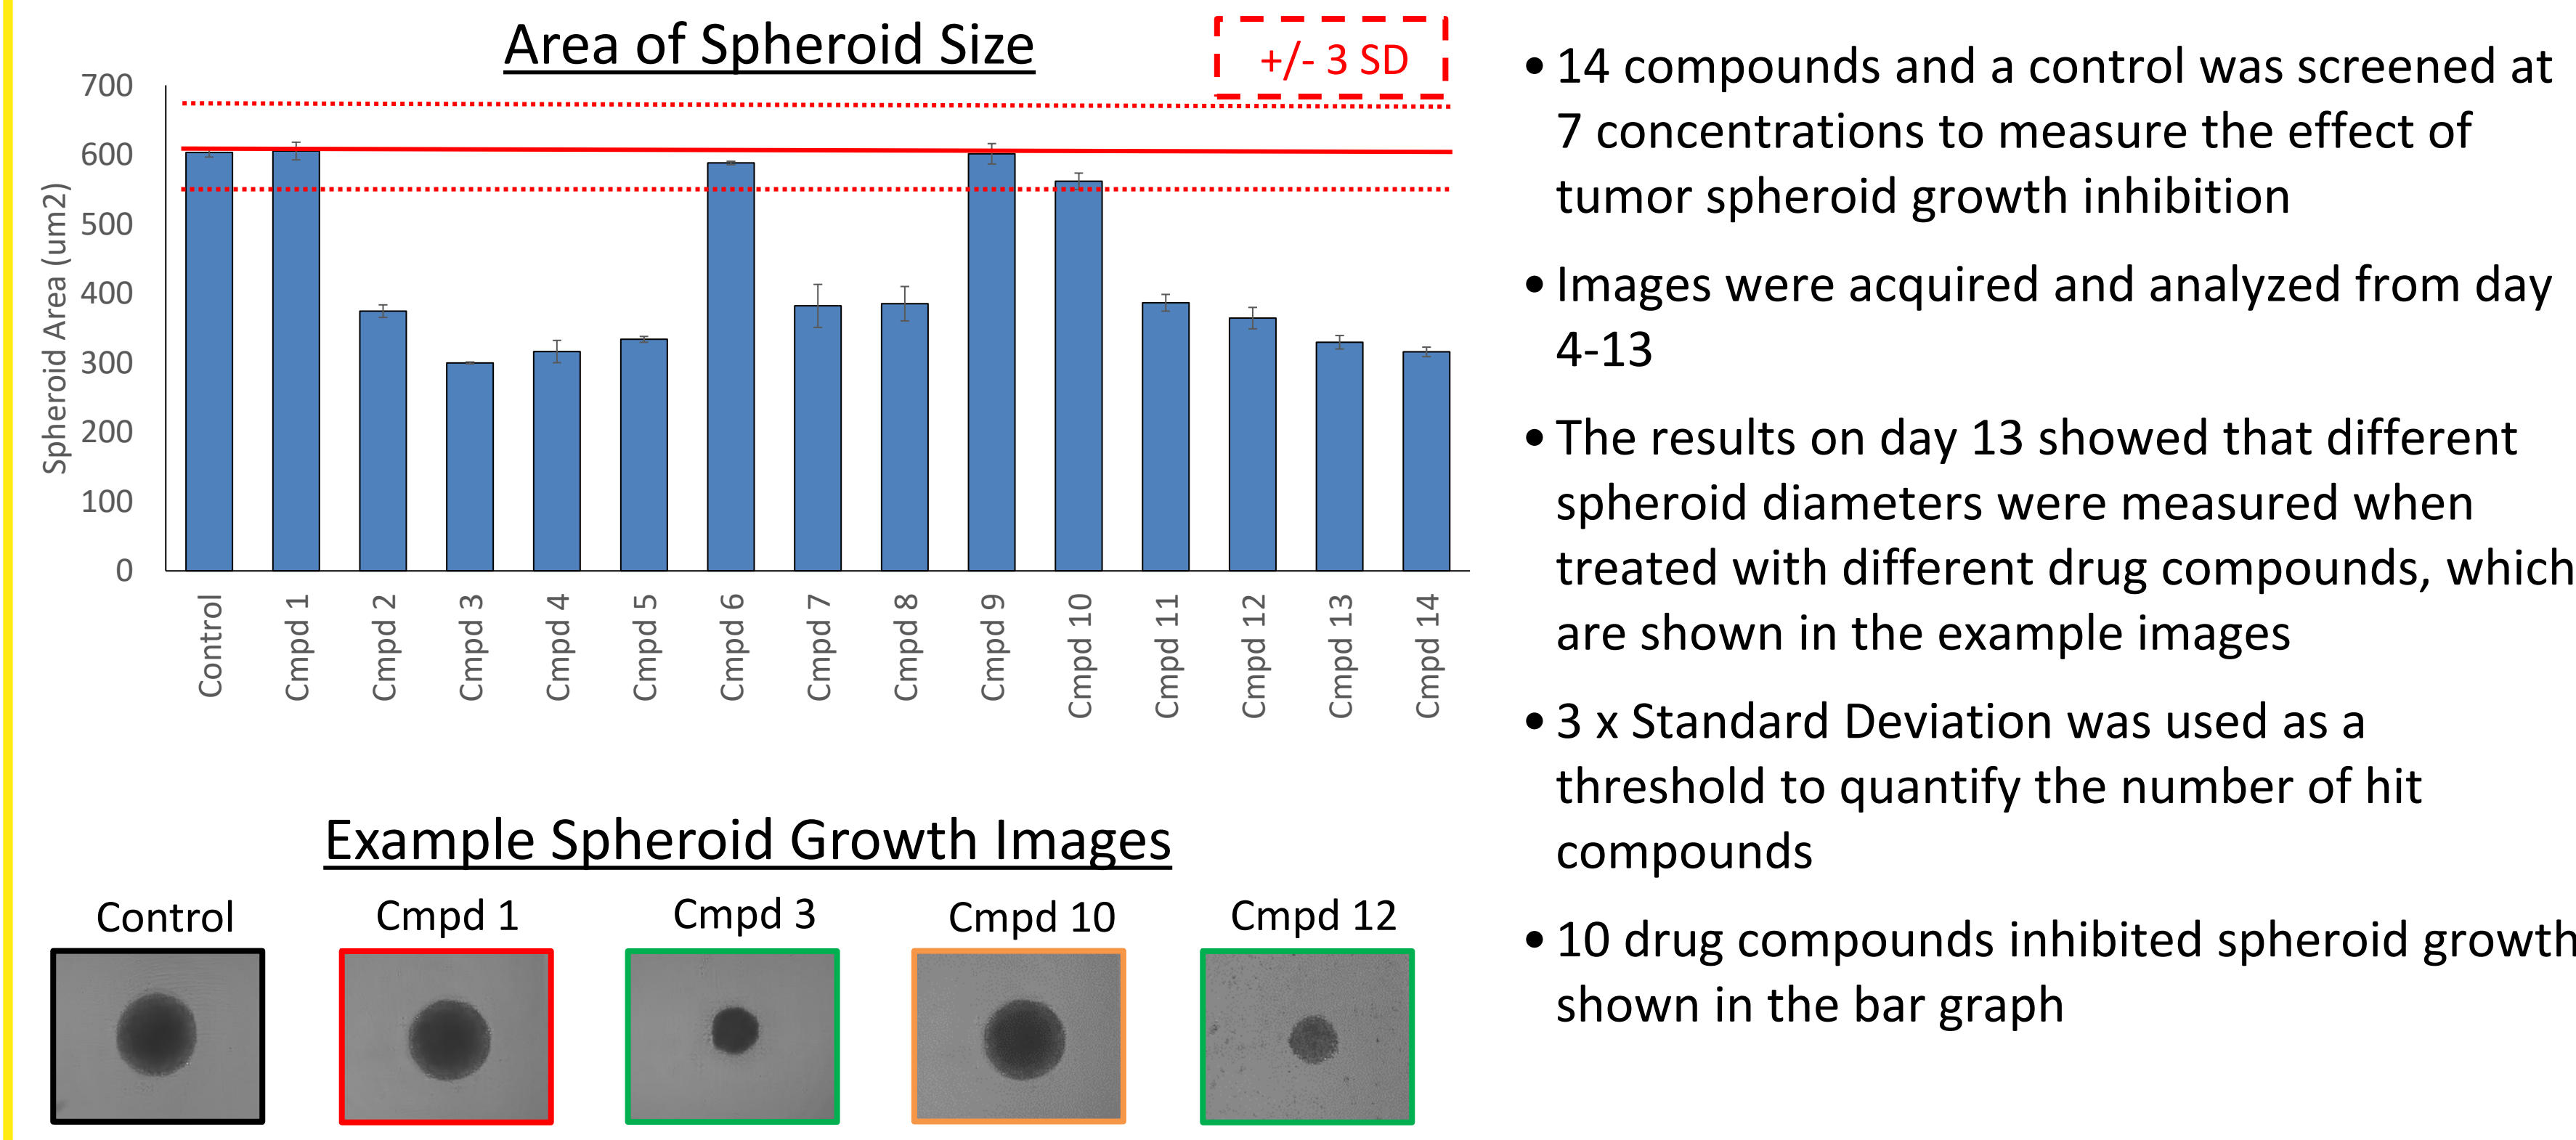 Area of Spheroid Size
+/- 3 SD
Spheroid Area (um2)
700
600
500
400
300
200
100
0
Control
Cmpd 1
Cmpd 2
Cmpd 3
Cmpd 4
Cmpd 5
Cmpd 6
Cmpd 7
Cmpd 8
Cmpd 9
Cmpd 10
Cmpd 11
Cmpd 12
Cmpd 13
Cmpd 14
Example Spheroid Growth Images
Control
Cmpd 1
Cmpd 3
Cmpd 10
Cmpd 12
• 14 compounds and a control was screened at
7 concentrations to measure the effect of
tumor spheroid growth inhibition
• Images were acquired and analyzed from day
4-13
• The results on day 13 showed that different
spheroid diameters were measured when
treated with different drug compounds, which
are shown in the example images
• 3 x Standard Deviation was used as a
threshold to quantify the number of hit
compounds
• 10 drug compounds inhibited spheroid growth
shown in the bar graph